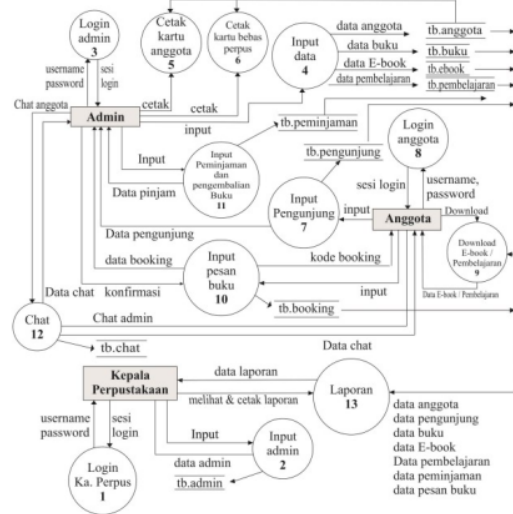 Login
admin
3
Cetak
kartu
anggota
5
Cetak
kartu bebas
perpus
6
Input
data
4
data anggota
data buku
data E-book
data pembelajaran
tb.anggota
tb.buku
tb.ebook
tb.pembelajaran
username
password
sesi
login
Chat anggota
Admin
cetak
cetak
input
Input
Data pinjam
Input
Peminjaman
dan
pengembalian
Buku
11
tb.peminjaman
tb.pengunjung
Login
anggota
8
sesi login
username,
password
Input
Pengunjung
7
input
Anggota
Download
Data pengunjung
Download
E-book /
Pembelajaran
9
Data E-book / Pembelajaran
data booking
Input
pesan
buku
10
kode booking
input
Data chat
konfirmasi
tb.booking
Chat
12
Chat admin
tb.chat
Data chat
Kepala
Perpustakaan
data laporan
melihat & cetak laporan
Laporan
13
username
password
sesi
login
Input
data admin
Input
admin
2
tb.admin
Login
Ka. Perpus
1
data anggota
data pengunjung
data buku
data E-book
Data pembelajaran
data peminjaman
data pesan buku